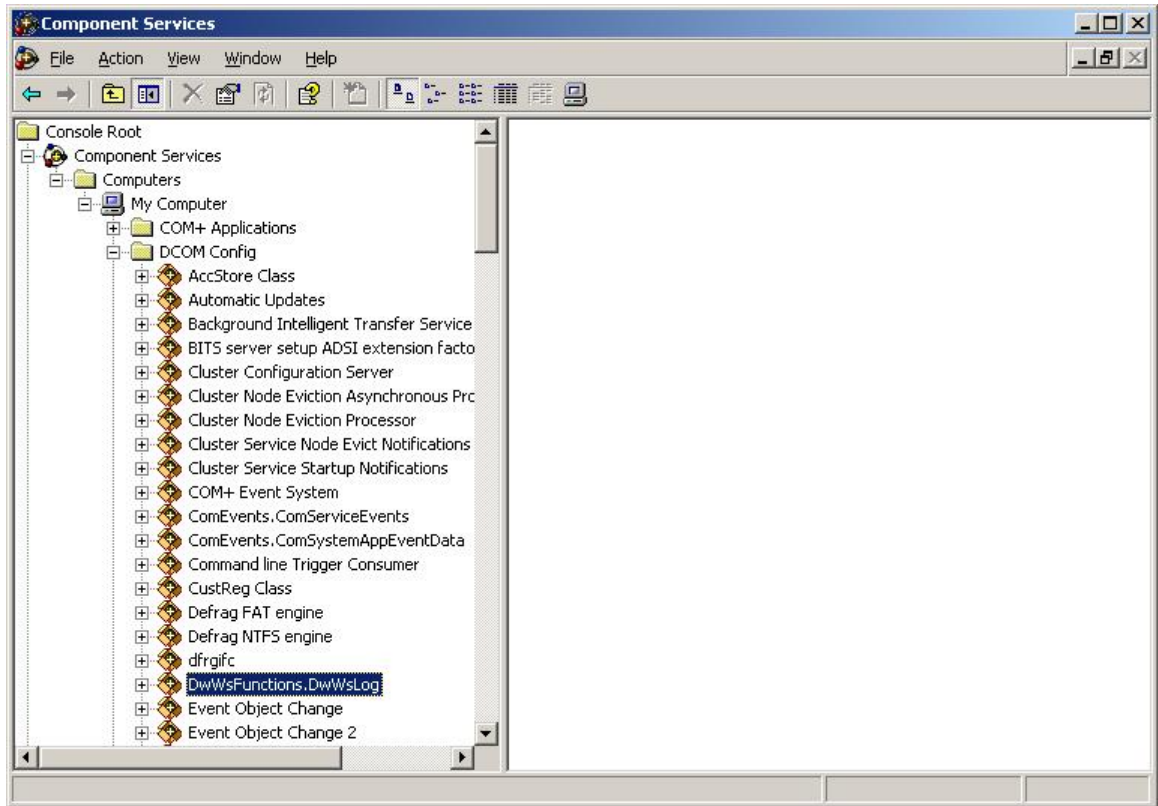 Component Services
File Action View Window Help
Console Root
Component Services
Computers
My Computer
COM+ Applications
DCOM Config
AccStore Class
Automatic Updates
Background Intelligent Transfer Service
BITS server setup ADSI extension facto
Cluster Configuration Server
Cluster Node Eviction Asynchronous Prc
Cluster Node Eviction Processor
Cluster Service Node Evict Notifications
Cluster Service Startup Notifications
COM+ Event System
ComEvents.ComServiceEvents
ComEvents.ComSystemAppEventData
Command line Trigger Consumer
CustReg Class
Defrag FAT engine
Defrag NTFS engine
dfrgifc
DwWsFunctions.DwWsLog
Event Object Change
Event Object Change 2